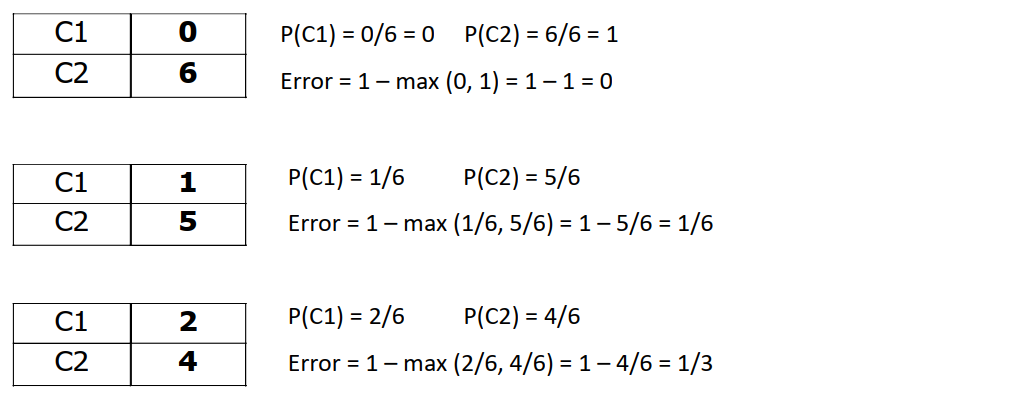 C1 0
C2 6
P(C1) = 0/6 = 0 P(C2) = 6/6 = 1
Error = 1 – max (0, 1) = 1 – 1 = 0
C1 1
C2 5
P(C1) = 1/6 P(C2) = 5/6
Error = 1 – max (1/6, 5/6) = 1 – 5/6 = 1/6
C1 2
C2 4
P(C1) = 2/6 P(C2) = 4/6
Error = 1 – max (2/6, 4/6) = 1 – 4/6 = 1/3